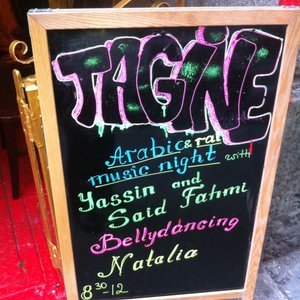 TAGINE
Arabic & rai
music night with
Yassin and
Said Fahmi
Bellydancing
Natalia
8 30 -12